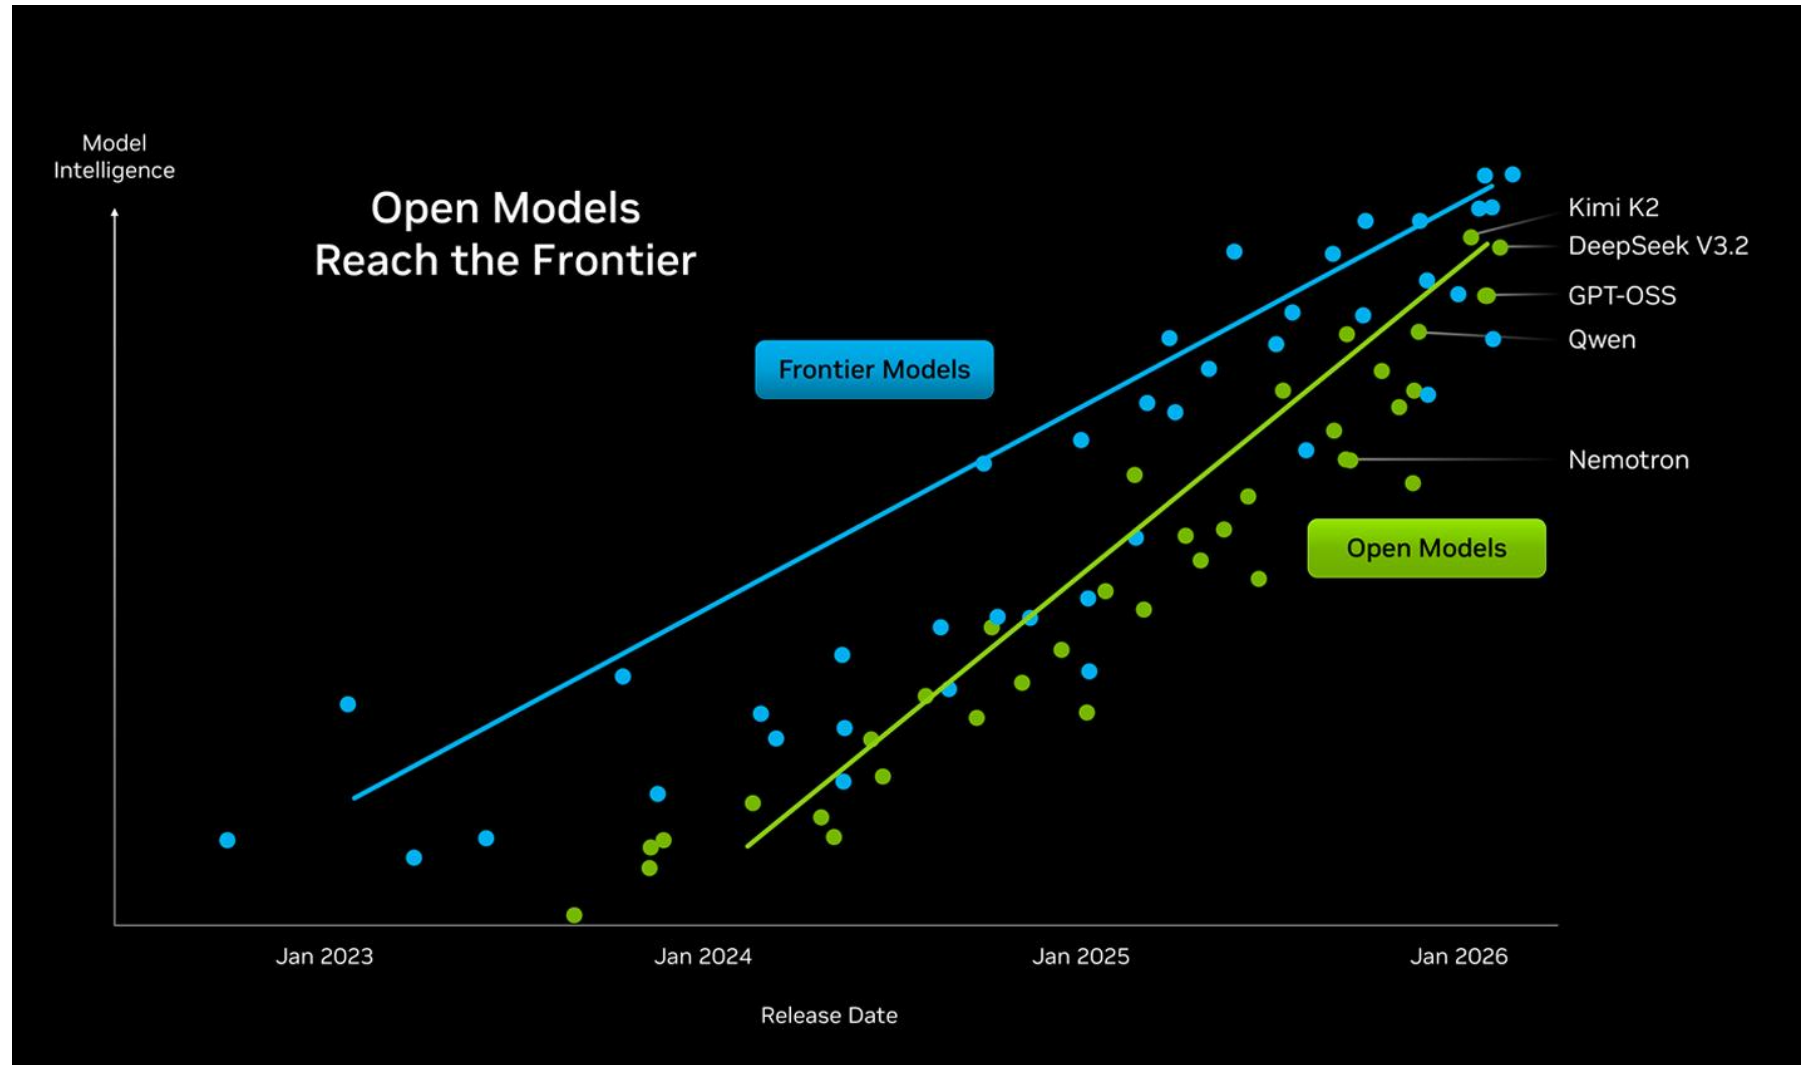 Model
Intelligence
Open Models
Reach the Frontier
Kimi K2
DeepSeek V3.2
GPT-OSS
Qwen
Frontier Models
Nemotron
Open Models
Jan 2023
Jan 2024
Jan 2025
Jan 2026
Release Date